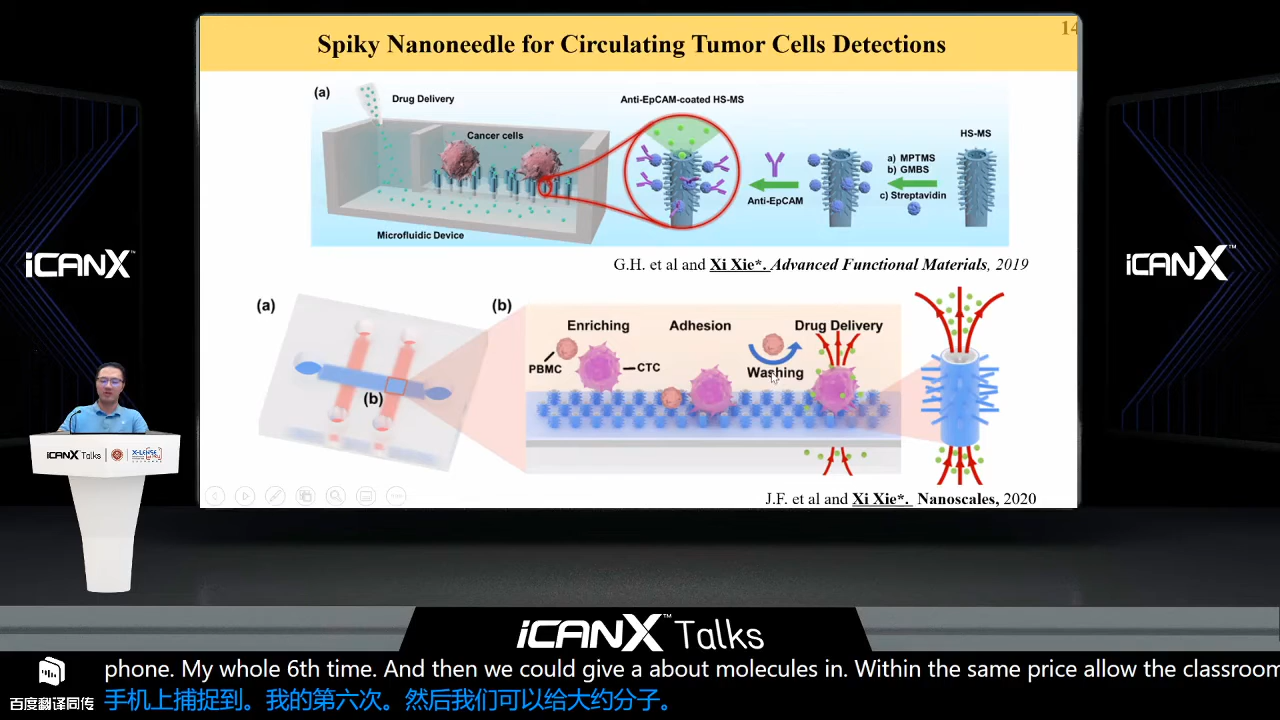 14
Spiky Nanoneedle for Circulating Tumor Cells Detections
(a)
Drug Delivery
Cancer cells
Microfluidic Device
Anti-EpCAM-coated HS-MS
Anti-EpCAM
HS-MS
a) MPTMS
b) GMBS
c) Streptavidin
G.H. et al and Xi Xie*. Advanced Functional Materials, 2019
(a)
(b)
(b)
Enriching
Adhesion
Drug Delivery
PBMC
CTC
Washing
J.F. et al and Xi Xie*. Nanoscales, 2020
iCANX™
iCANX™
iCANX Talks
X-LENSE
iCANX™ Talks
phone. My whole 6th time. And then we could give a about molecules in. Within the same price allow the classroom
手机上捕捉到。我的第六次。然后我们可以给大约分子。
百度翻译同传